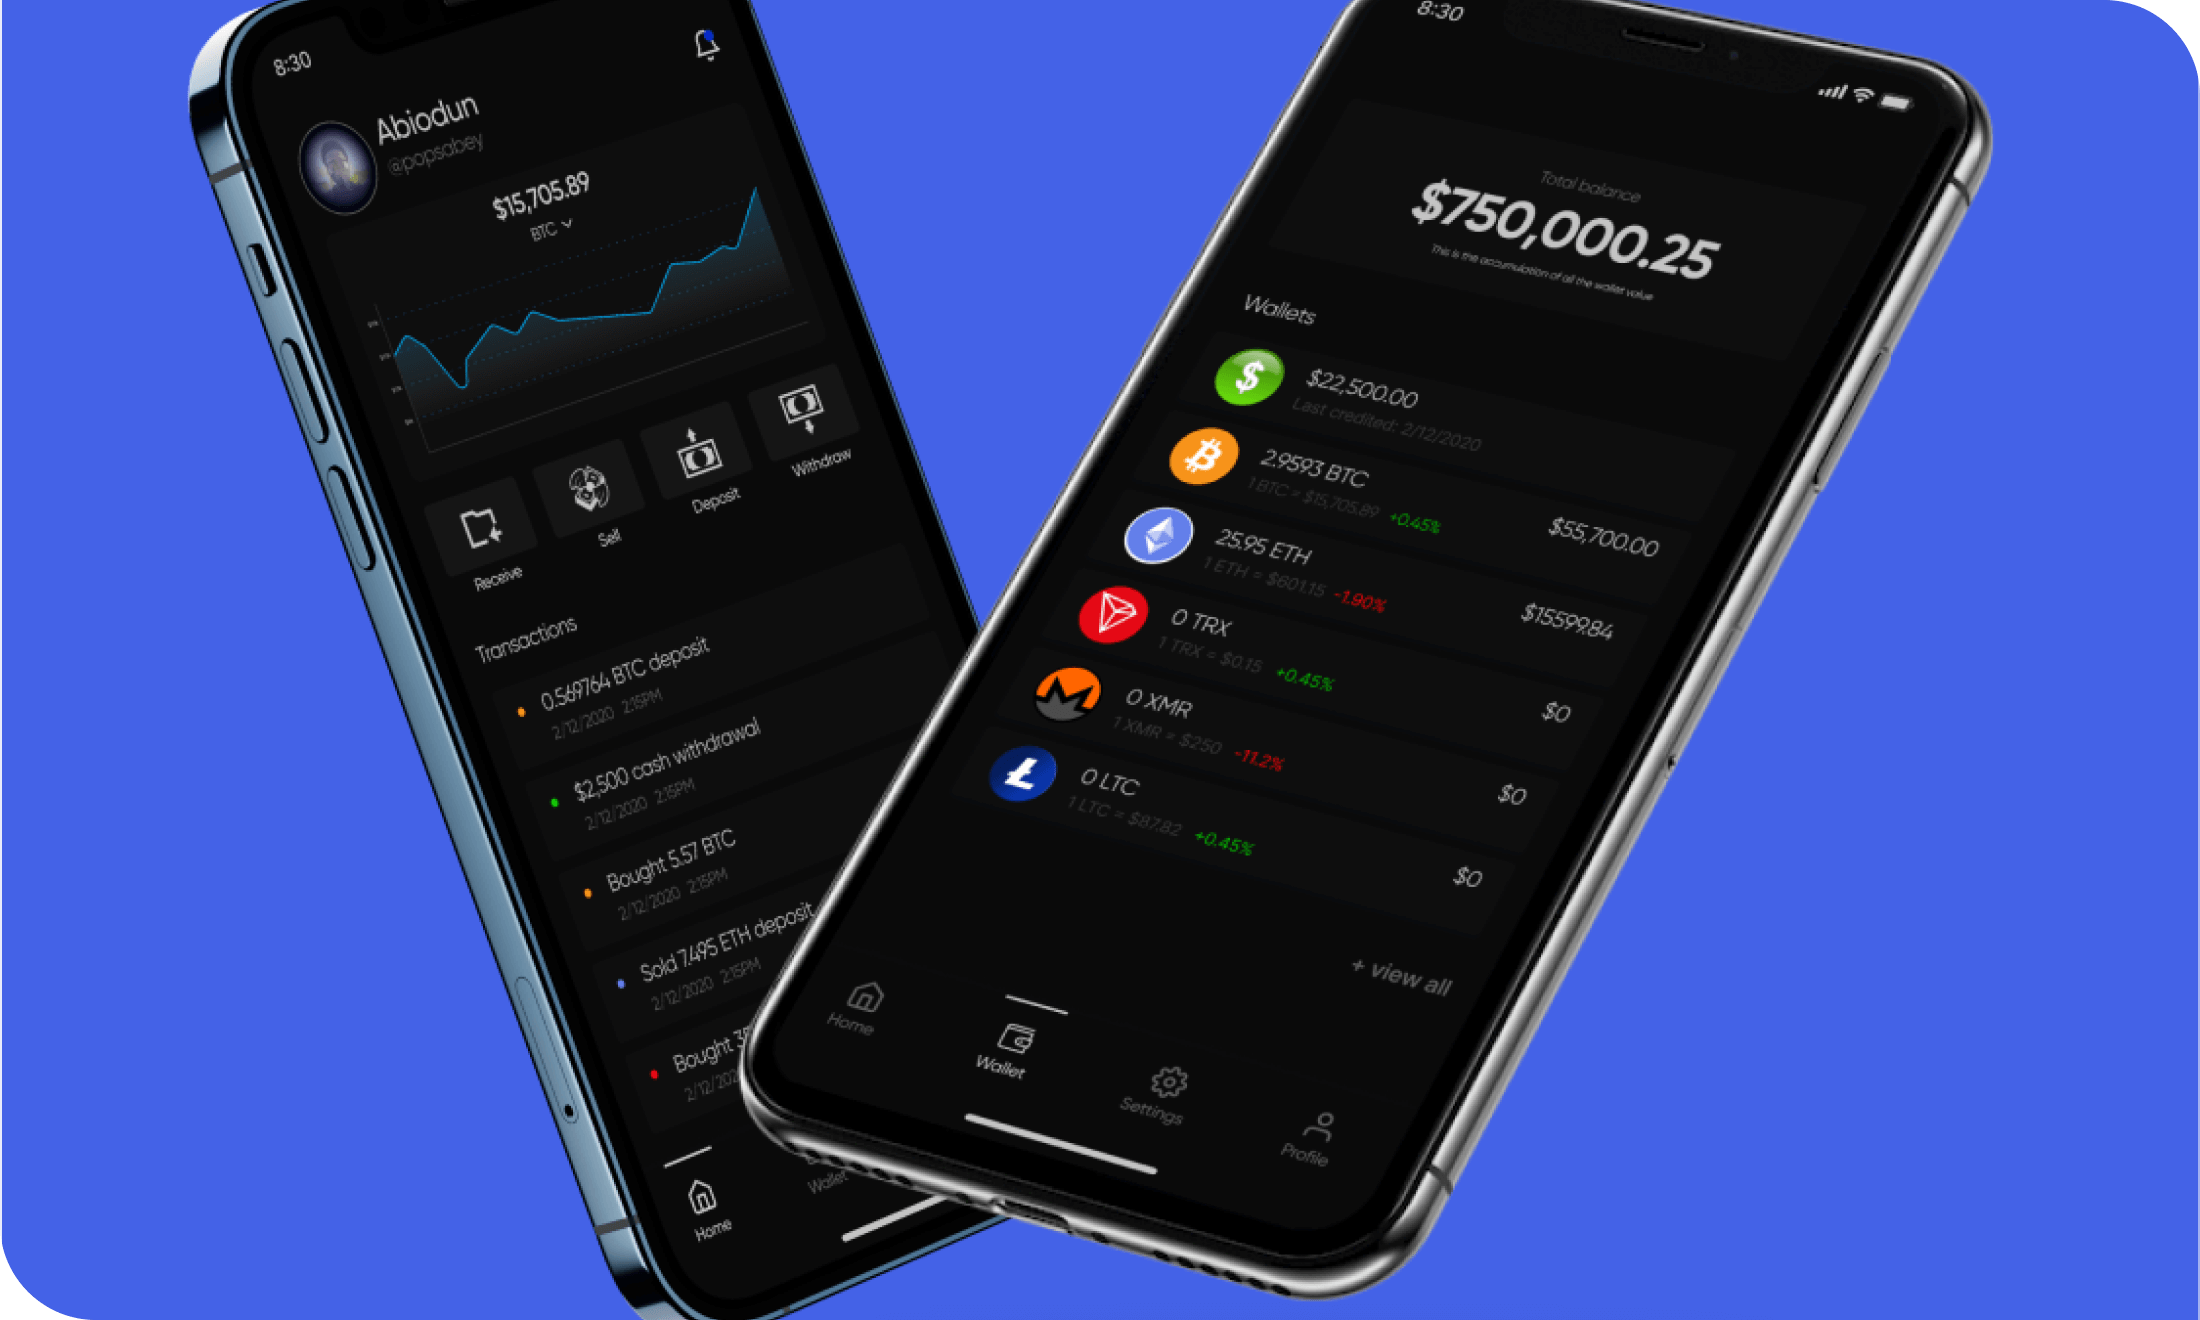 8:30
Abiodun
@popsabey
$15,705.89
BTC
Receive
Sell
Deposit
Withdraw
Transactions
0.569764 BTC deposit
2/12/2020 2:15PM
$2,500 cash withdrawal
2/12/2020 2:15PM
Bought 5.57 BTC
2/12/2020 2:15PM
Sold 7.495 ETH deposit
2/12/2020 2:15PM
Bought
2/12/202
Home
Wallet
8:30
Total balance
$750,000.25
This is the accumulation of all the wallet value
Wallets
$22,500.00
Last credited: 2/12/2020
2.9593 BTC
1 BTC = $15,705.89 +0.45%
$55,700.00
25.95 ETH
1 ETH = $601.15 -1.90%
$15599.84
0 TRX
1 TRX = $0.15 +0.45%
$0
0 XMR
1 XMR = $250 -11.2%
$0
0 LTC
1 LTC = $87.82 +0.45%
$0
+ view all
Home
Wallet
Settings
Profile